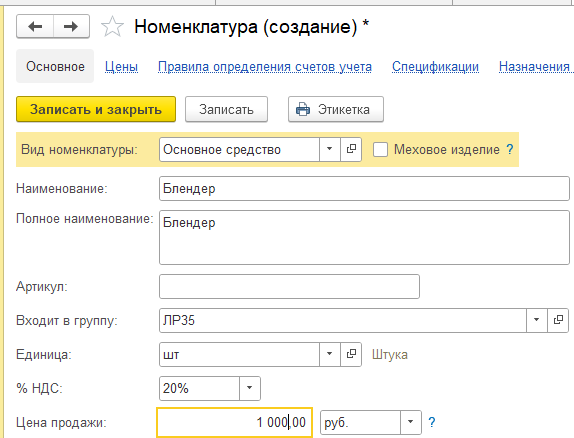 Номенклатура (создание) *
Основное Цены Правила определения счетов учета Спецификации Назначения
Записать и закрыть Записать Этикетка
Вид номенклатуры: Основное средство Меховое изделие ?
Наименование: Блендер
Полное наименование: Блендер
Артикул:
Входит в группу: ЛР35
Единица: шт Штука
% НДС: 20%
Цена продажи: 1 000,00 руб. ?